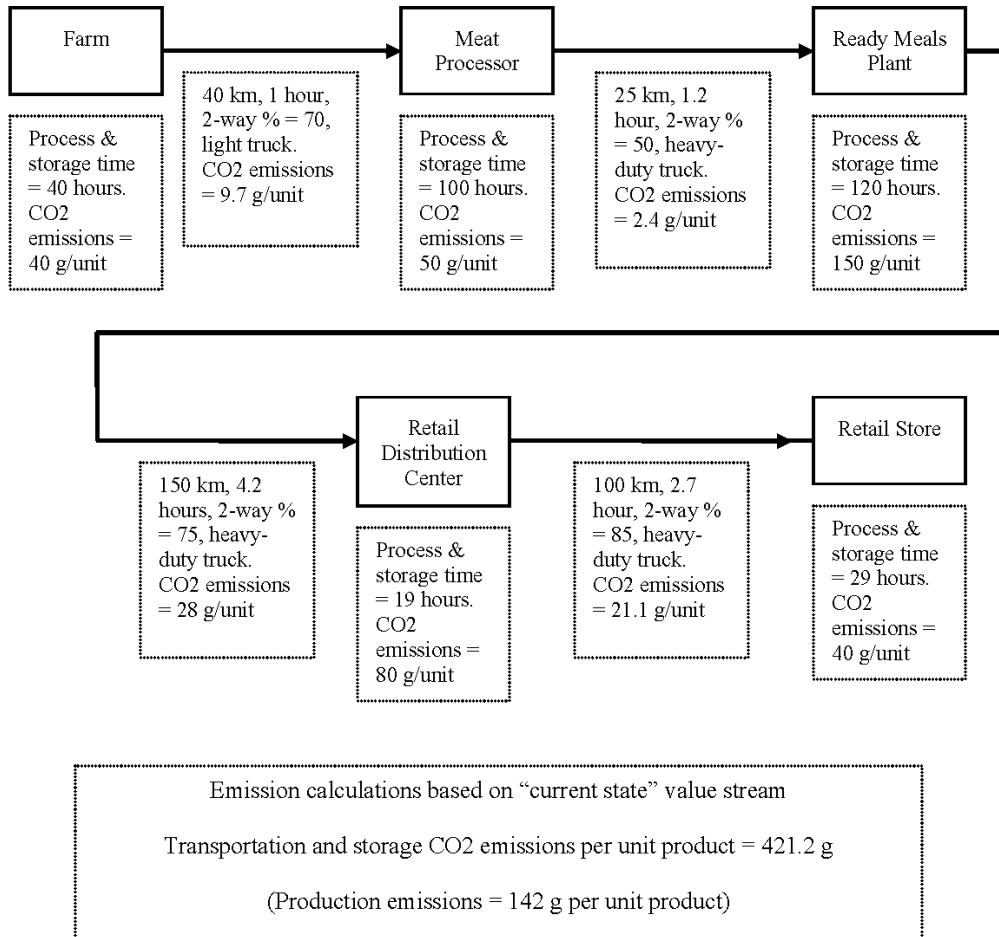 Farm
Meat
Processor
Ready Meals
Plant
40 km, 1 hour,
2-way % = 70,
light truck.
CO2 emissions
= 9.7 g/unit
25 km, 1.2
hour, 2-way %
= 50, heavy-
duty truck.
CO2 emissions
= 2.4 g/unit
Process &
storage time
= 40 hours.
CO2
emissions =
40 g/unit
Process &
storage time
= 100 hours.
CO2
emissions =
50 g/unit
Process &
storage time
= 120 hours.
CO2
emissions =
150 g/unit
Retail
Distribution
Center
Retail Store
150 km, 4.2
hours, 2-way %
= 75, heavy-
duty truck.
CO2 emissions
= 28 g/unit
100 km, 2.7
hour, 2-way %
= 85, heavy-
duty truck.
CO2 emissions
= 21.1 g/unit
Process &
storage time
= 19 hours.
CO2
emissions =
80 g/unit
Process &
storage time
= 29 hours.
CO2
emissions =
40 g/unit
Emission calculations based on “current state” value stream
Transportation and storage CO2 emissions per unit product = 421.2 g
(Production emissions = 142 g per unit product)